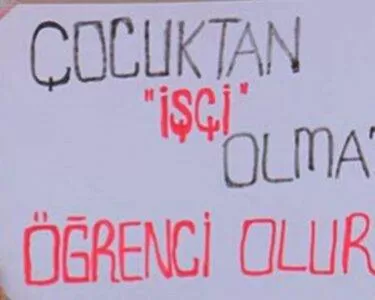 ÇOCUKTAN
"İŞÇİ"
OLMA
ÖĞRENCİ OLUR